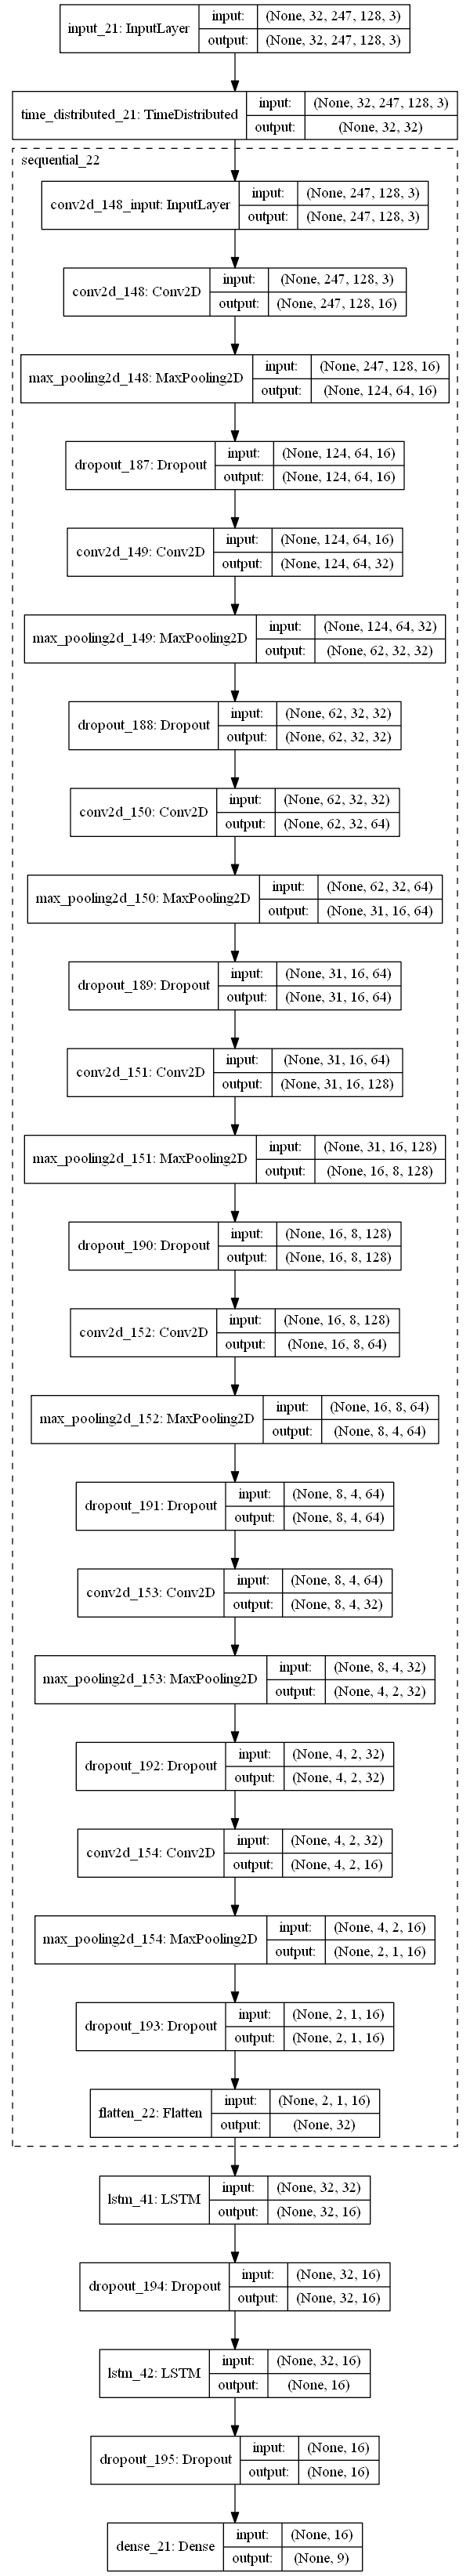 input_21: InputLayer
input: (None, 32, 247, 128, 3)
output: (None, 32, 247, 128, 3)
time_distributed_21: TimeDistributed
input: (None, 32, 247, 128, 3)
output: (None, 32, 32)
sequential_22
conv2d_148_input: InputLayer
input: (None, 247, 128, 3)
output: (None, 247, 128, 3)
conv2d_148: Conv2D
input: (None, 247, 128, 3)
output: (None, 247, 128, 16)
max_pooling2d_148: MaxPooling2D
input: (None, 247, 128, 16)
output: (None, 124, 64, 16)
dropout_187: Dropout
input: (None, 124, 64, 16)
output: (None, 124, 64, 16)
conv2d_149: Conv2D
input: (None, 124, 64, 16)
output: (None, 124, 64, 32)
max_pooling2d_149: MaxPooling2D
input: (None, 124, 64, 32)
output: (None, 62, 32, 32)
dropout_188: Dropout
input: (None, 62, 32, 32)
output: (None, 62, 32, 32)
conv2d_150: Conv2D
input: (None, 62, 32, 32)
output: (None, 62, 32, 64)
max_pooling2d_150: MaxPooling2D
input: (None, 62, 32, 64)
output: (None, 31, 16, 64)
dropout_189: Dropout
input: (None, 31, 16, 64)
output: (None, 31, 16, 64)
conv2d_151: Conv2D
input: (None, 31, 16, 64)
output: (None, 31, 16, 128)
max_pooling2d_151: MaxPooling2D
input: (None, 31, 16, 128)
output: (None, 16, 8, 128)
dropout_190: Dropout
input: (None, 16, 8, 128)
output: (None, 16, 8, 128)
conv2d_152: Conv2D
input: (None, 16, 8, 128)
output: (None, 16, 8, 64)
max_pooling2d_152: MaxPooling2D
input: (None, 16, 8, 64)
output: (None, 8, 4, 64)
dropout_191: Dropout
input: (None, 8, 4, 64)
output: (None, 8, 4, 64)
conv2d_153: Conv2D
input: (None, 8, 4, 64)
output: (None, 8, 4, 32)
max_pooling2d_153: MaxPooling2D
input: (None, 8, 4, 32)
output: (None, 4, 2, 32)
dropout_192: Dropout
input: (None, 4, 2, 32)
output: (None, 4, 2, 32)
conv2d_154: Conv2D
input: (None, 4, 2, 32)
output: (None, 4, 2, 16)
max_pooling2d_154: MaxPooling2D
input: (None, 4, 2, 16)
output: (None, 2, 1, 16)
dropout_193: Dropout
input: (None, 2, 1, 16)
output: (None, 2, 1, 16)
flatten_22: Flatten
input: (None, 2, 1, 16)
output: (None, 32)
lstm_41: LSTM
input: (None, 32, 32)
output: (None, 32, 16)
dropout_194: Dropout
input: (None, 32, 16)
output: (None, 32, 16)
lstm_42: LSTM
input: (None, 32, 16)
output: (None, 16)
dropout_195: Dropout
input: (None, 16)
output: (None, 16)
dense_21: Dense
input: (None, 16)
output: (None, 9)